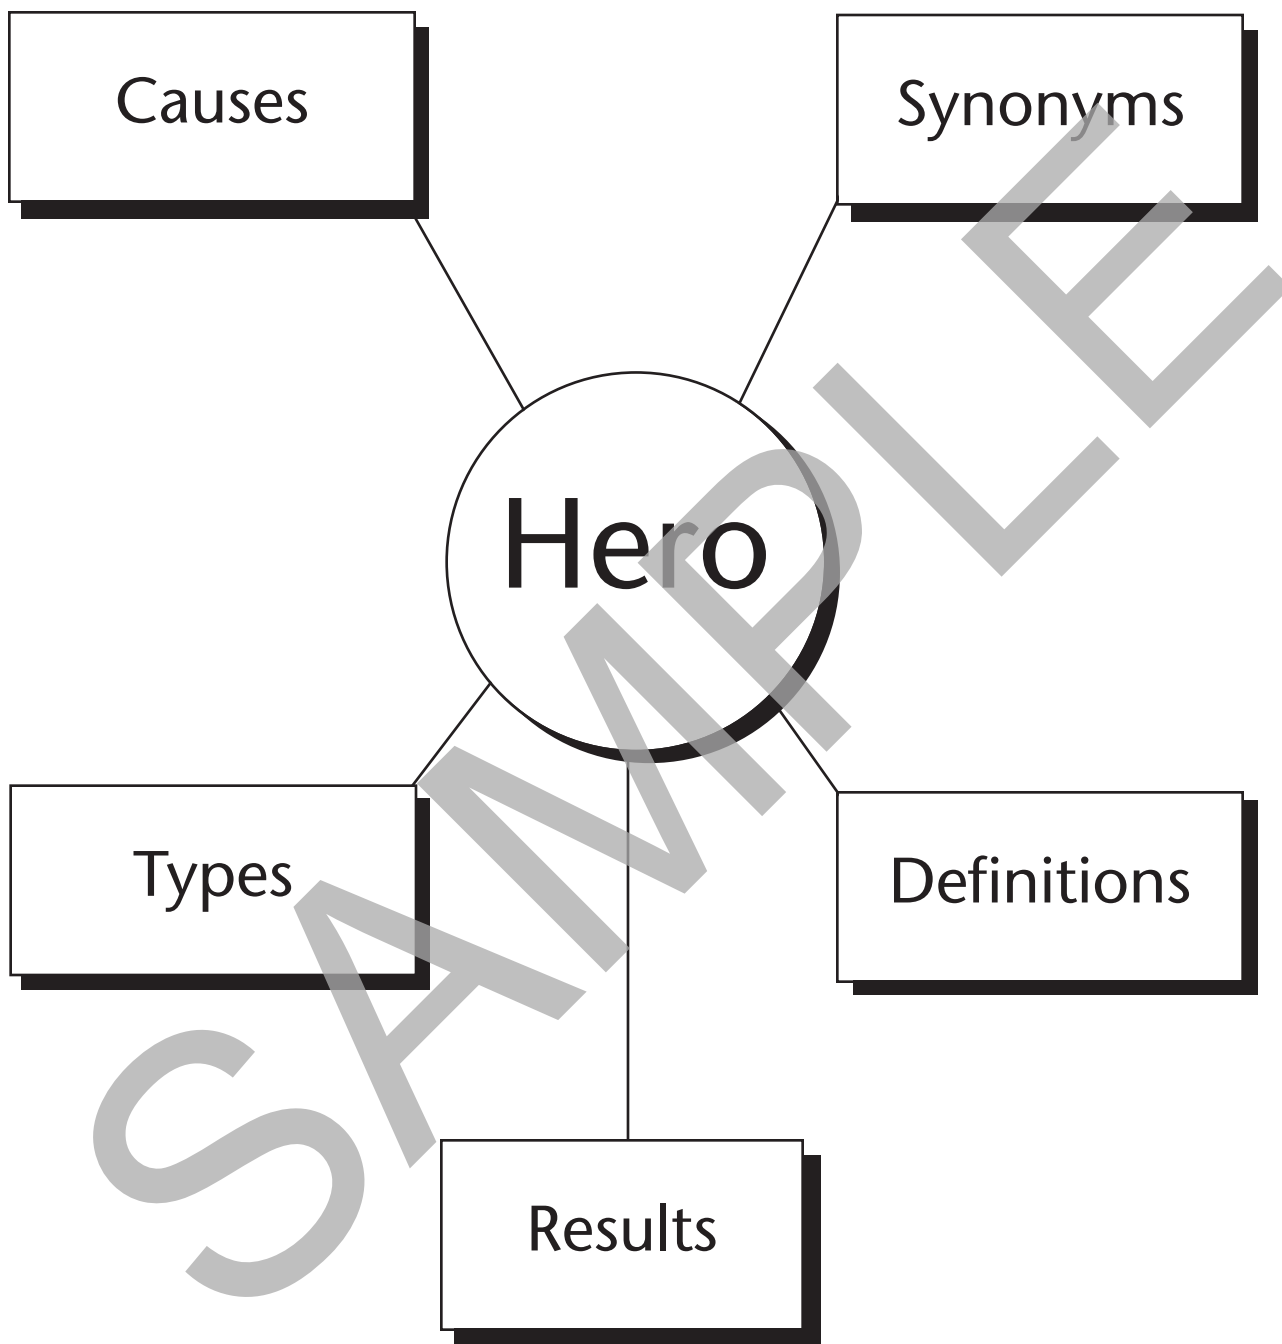 Causes
Synonyms
Hero
Types
Definitions
Results
SAMPLE